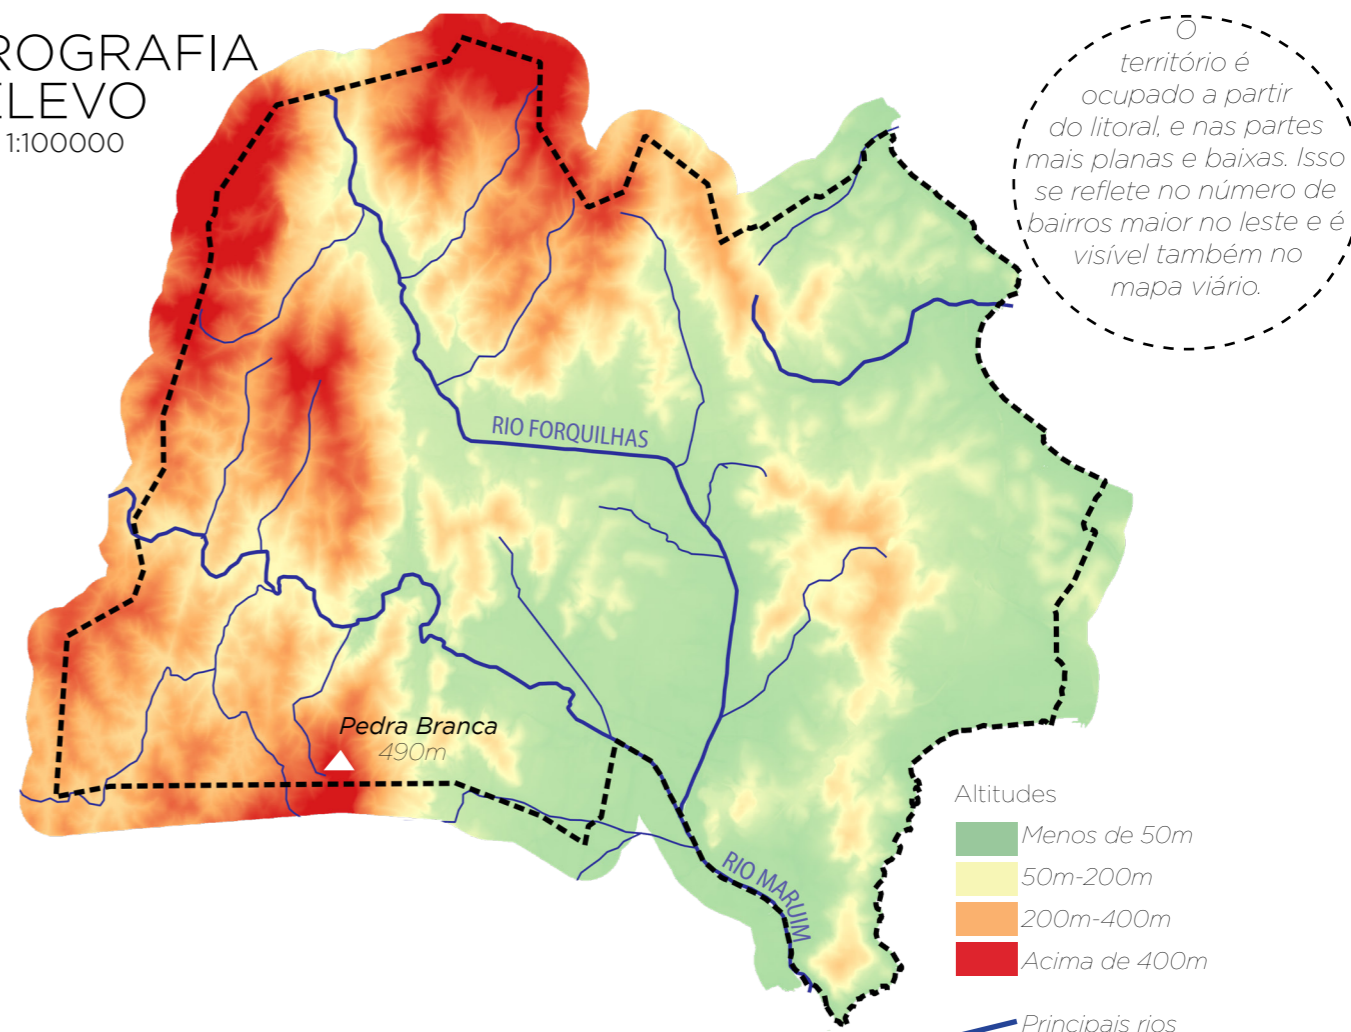 ROGRAFIA
ELEVO
1:100000
O
território é
ocupado a partir
do litoral, e nas partes
mais planas e baixas. Isso
se reflete no número de
bairros maior no leste e é
visível também no
mapa viário.
RIO FORQUILHAS
Pedra Branca
490m
RIO MARUIM
Altitudes
Menos de 50m
50m-200m
200m-400m
Acima de 400m
Principais rios